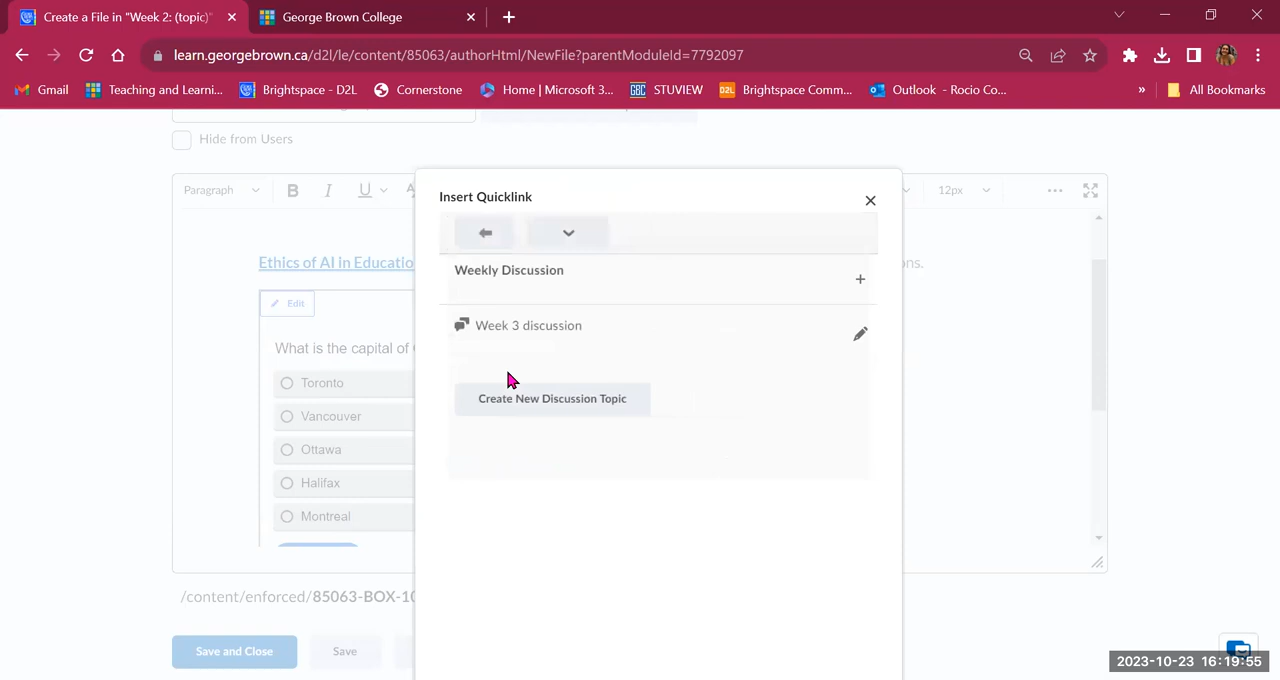 Create a File in "Week 2: (topic)"
George Brown College
learn.georgebrown.ca/d2l/le/content/85063/authorHtml/NewFile?parentModuleId=7792097
Gmail
Teaching and Learni...
Brightspace - D2L
Cornerstone
Home | Microsoft 3...
GBC
STUVIEW
D2L
Brightspace Comm...
Outlook - Rocio Co...
»
All Bookmarks
Hide from Users
Paragraph
B
I
U
12px
Insert Quicklink
Ethics of AI in Educatio
ons.
Weekly Discussion
Edit
Week 3 discussion
What is the capital of
Toronto
Create New Discussion Topic
Vancouver
Ottawa
Halifax
Montreal
/content/enforced/85063-BOX-10
Save and Close
Save
2023-10-23 16:19:55